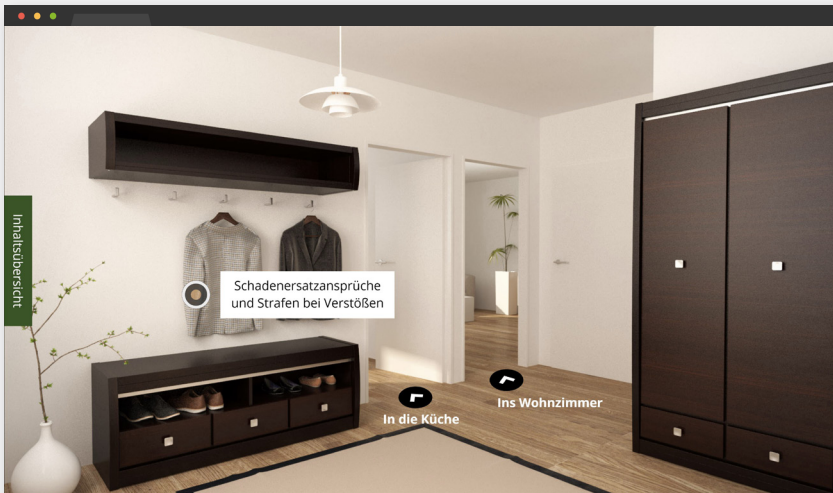 Inhaltsübersicht
Schadenersatzansprüche
und Strafen bei Verstößen
In die Küche
Ins Wohnzimmer